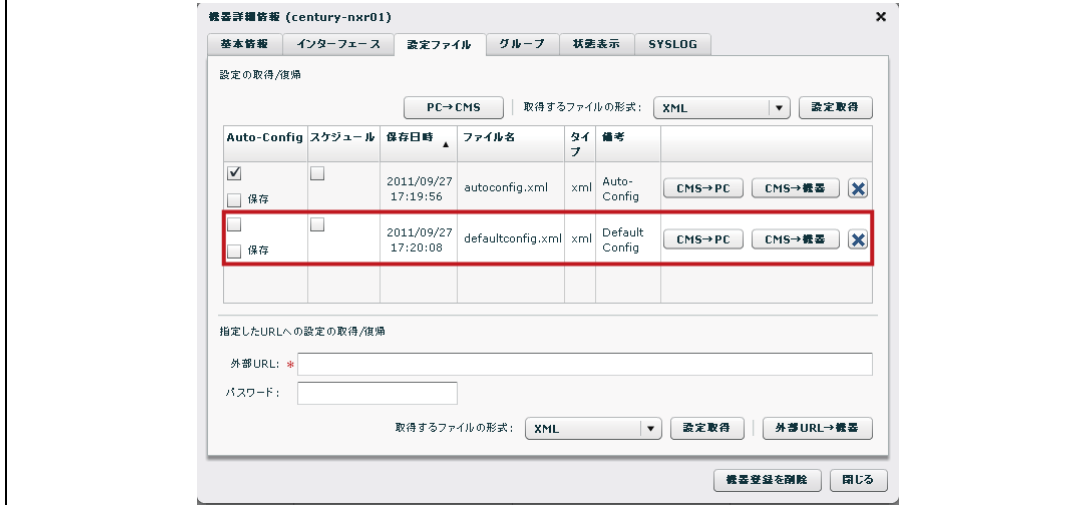 機器詳細情報 (century-nxr01)
基本情報 インターフェース 設定ファイル グループ 状態表示 SYSLOG
設定の取得/復帰
PC→CMS 取得するファイルの形式: XML 設定取得
Auto-Config スケジュール 保存日時 ファイル名 タイ
プ 備考
2011/09/27
17:19:56 autoconfig.xml xml Auto-
Config CMS→PC CMS→機器
保存
2011/09/27
17:20:08 defaultconfig.xml xml Default
Config CMS→PC CMS→機器
保存
指定したURLへの設定の取得/復帰
外部URL: *
パスワード:
取得するファイルの形式: XML 設定取得 外部URL→機器
機器登録を削除 閉じる